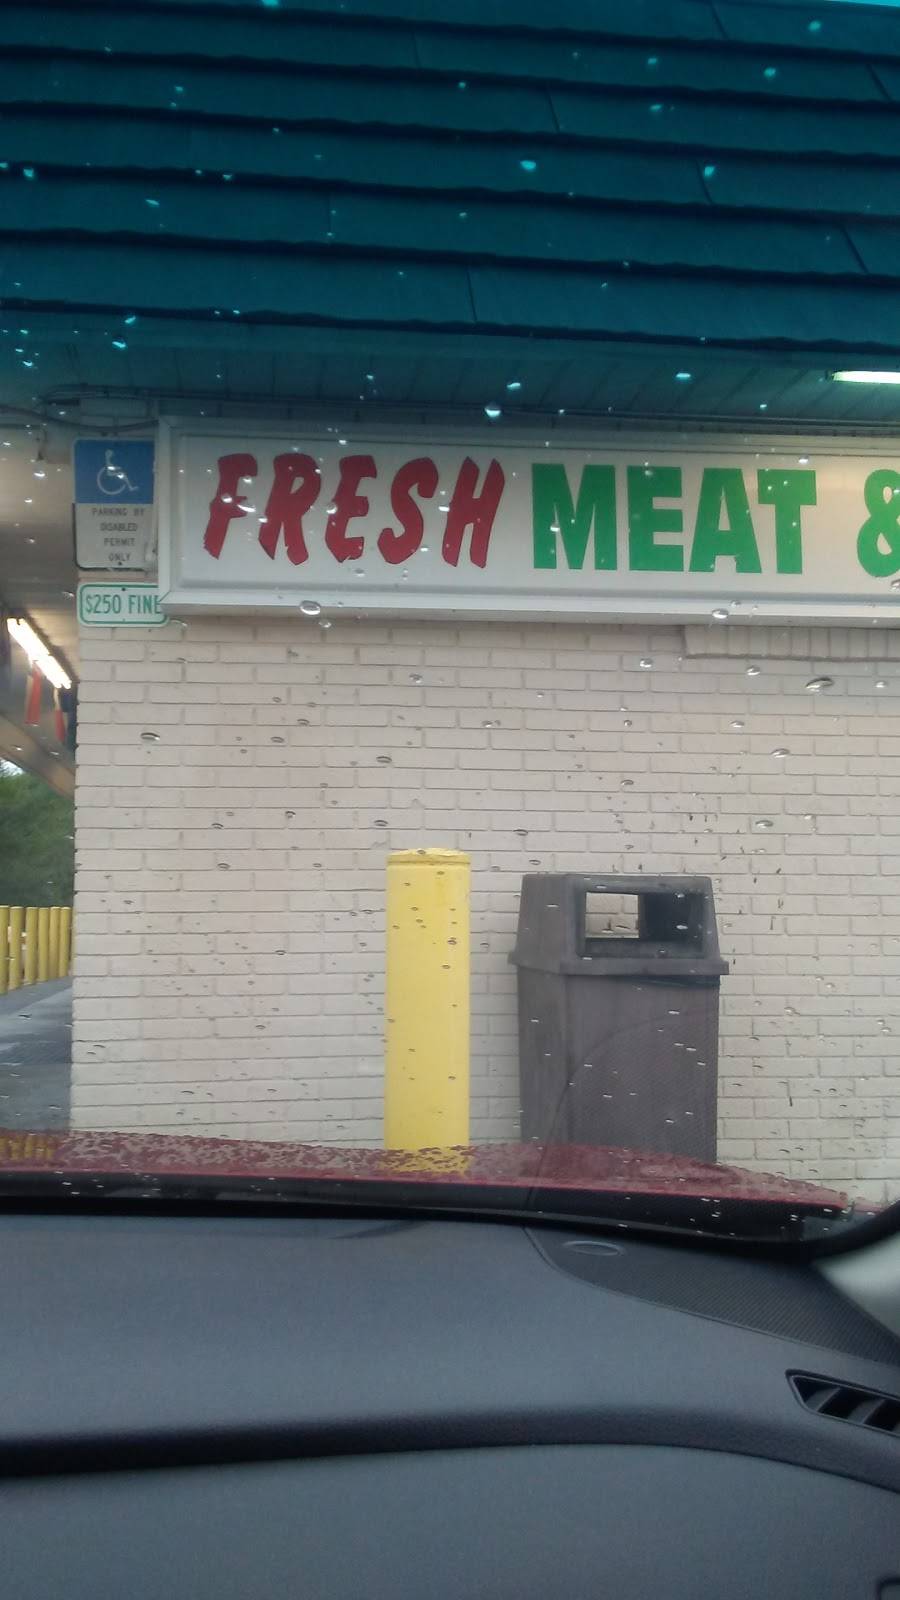 FRESH MEAT &
PARKING BY
DISABLED
PERMIT
ONLY
$250 FINE